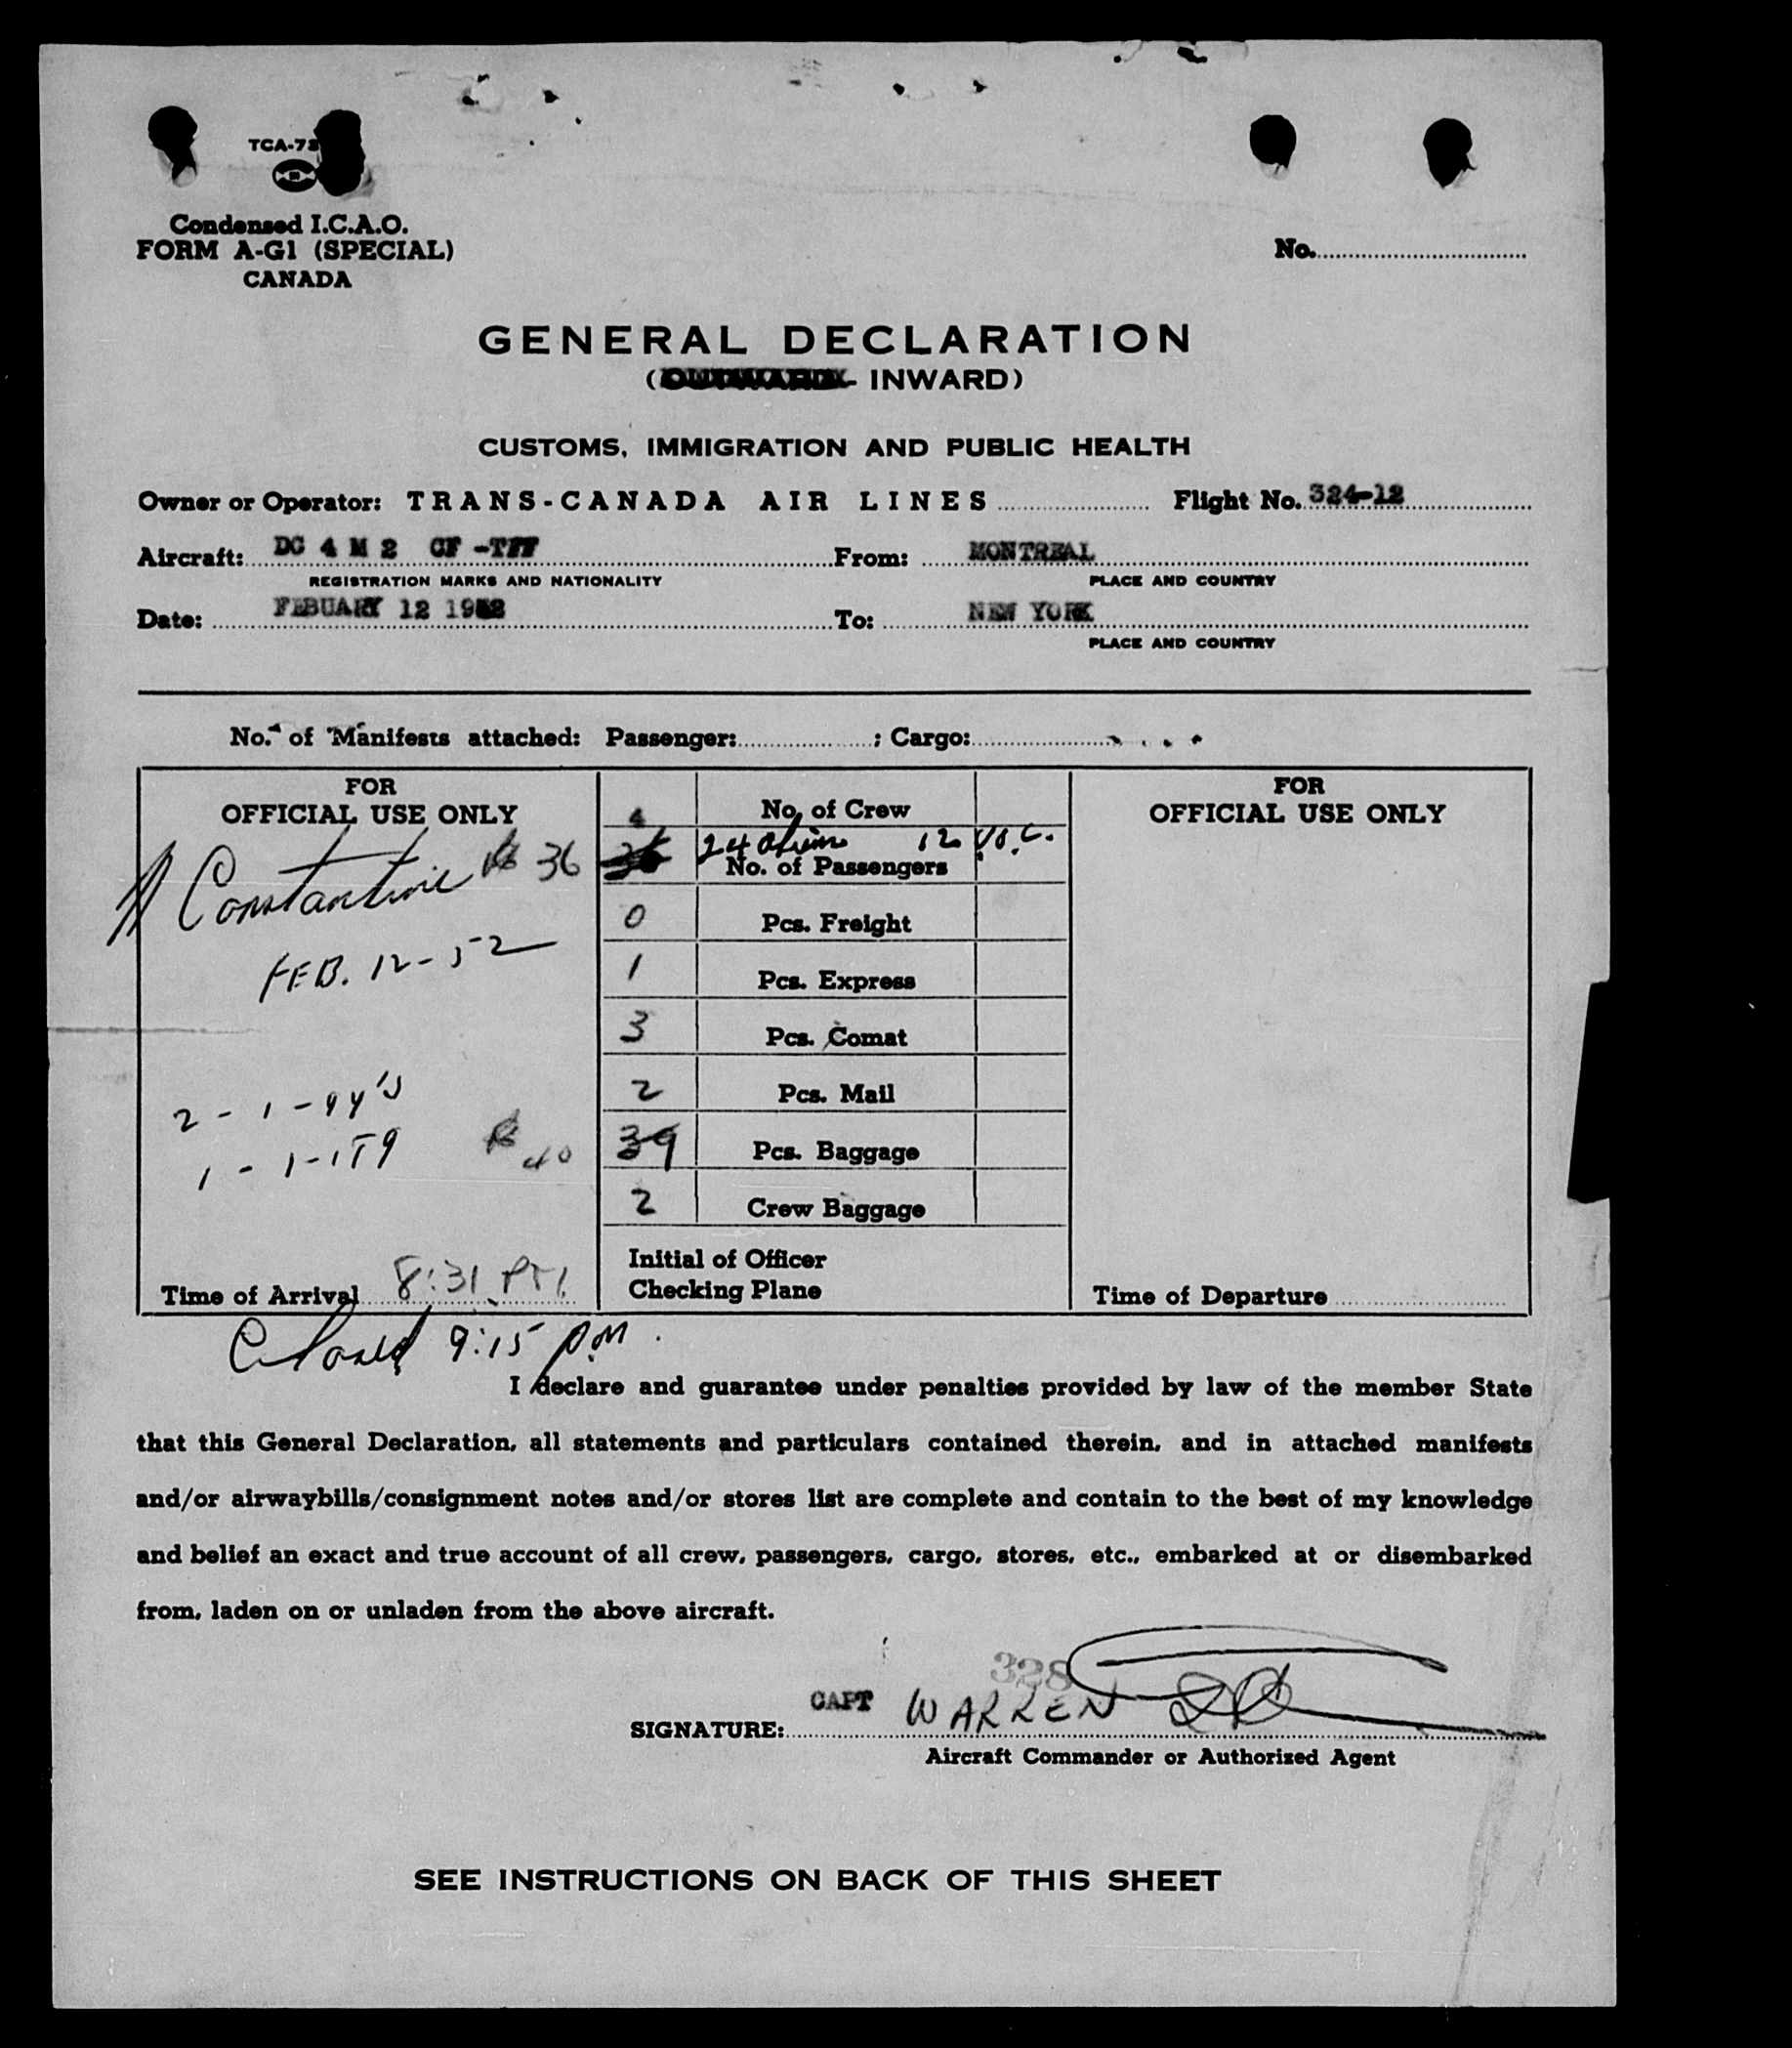 TCA-73
Condensed I.C.A.O.
FORM A-G1 (SPECIAL)
CANADA
No.
GENERAL DECLARATION
(OUTWARD - INWARD)
CUSTOMS, IMMIGRATION AND PUBLIC HEALTH
Owner or Operator: TRANS-CANADA AIR LINES Flight No. 324-12
Aircraft: DC 4 M 2 CF -TFF From: MONTREAL
REGISTRATION MARKS AND NATIONALITY PLACE AND COUNTRY
Date: FEBUARY 12 1952 To: NEW YORK
PLACE AND COUNTRY
No. of Manifests attached: Passenger: ; Cargo:
FOR
OFFICIAL USE ONLY
Constantine 36
FEB. 12-52
2 - 1 - 94's
1 - 1 - 159
40
Time of Arrival 8:31 PM
4 No. of Crew
36 24 alien 12 U.S.C.
No. of Passengers
0 Pcs. Freight
1 Pcs. Express
3 Pcs. Comat
2 Pcs. Mail
39 Pcs. Baggage
2 Crew Baggage
Initial of Officer
Checking Plane
FOR
OFFICIAL USE ONLY
Time of Departure
Closed 9:15 p.m.
I declare and guarantee under penalties provided by law of the member State
that this General Declaration, all statements and particulars contained therein, and in attached manifests
and/or airwaybills/consignment notes and/or stores list are complete and contain to the best of my knowledge
and belief an exact and true account of all crew, passengers, cargo, stores, etc., embarked at or disembarked
from, laden on or unladen from the above aircraft.
328
SIGNATURE: CAPT WARREN
Aircraft Commander or Authorized Agent
SEE INSTRUCTIONS ON BACK OF THIS SHEET